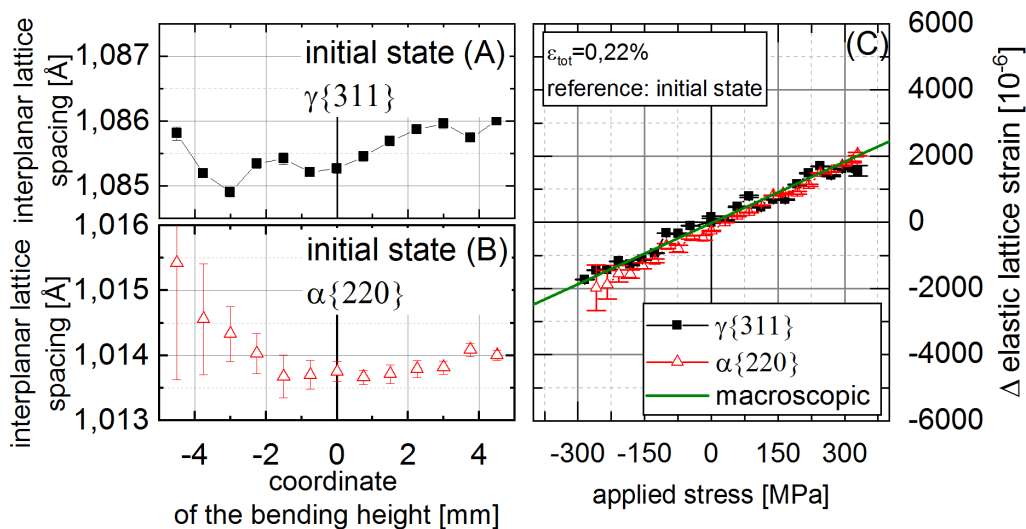 interplanar lattice
spacing [Å]
1,087
1,086
1,085
initial state (A)
γ{311}
interplanar lattice
spacing [Å]
1,016
1,015
1,014
1,013
initial state (B)
α{220}
-4 -2 0 2 4
coordinate
of the bending height [mm]
(C)
εtot=0,22%
reference: initial state
γ{311}
α{220}
macroscopic
-300 -150 0 150 300
applied stress [MPa]
6000
4000
2000
0
-2000
-4000
-6000
Δ elastic lattice strain [10-6]